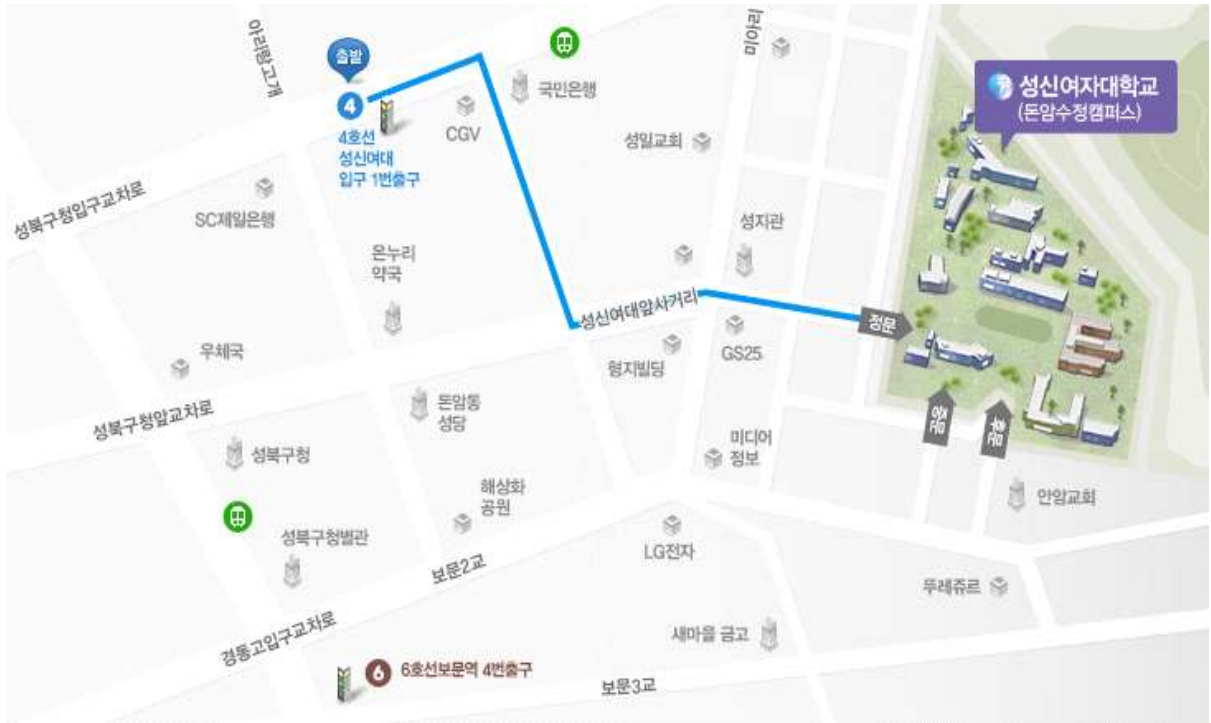 아리랑고개
출발
4
4호선
성신여대
입구 1번출구
CGV
국민은행
미아리
성신여자대학교
(돈암수정캠퍼스)
성일교회
성북구청입구교차로
SC제일은행
온누리
약국
성지관
성신여대앞사거리
정문
우체국
형지빌딩
GS25
성북구청앞교차로
돈암동
성당
성북구청
미디어
정보
쪽문
후문
해상화
공원
안암교회
성북구청별관
보문2교
LG전자
뚜레쥬르
경동고입구교차로
새마을 금고
6
6호선보문역 4번출구
보문3교